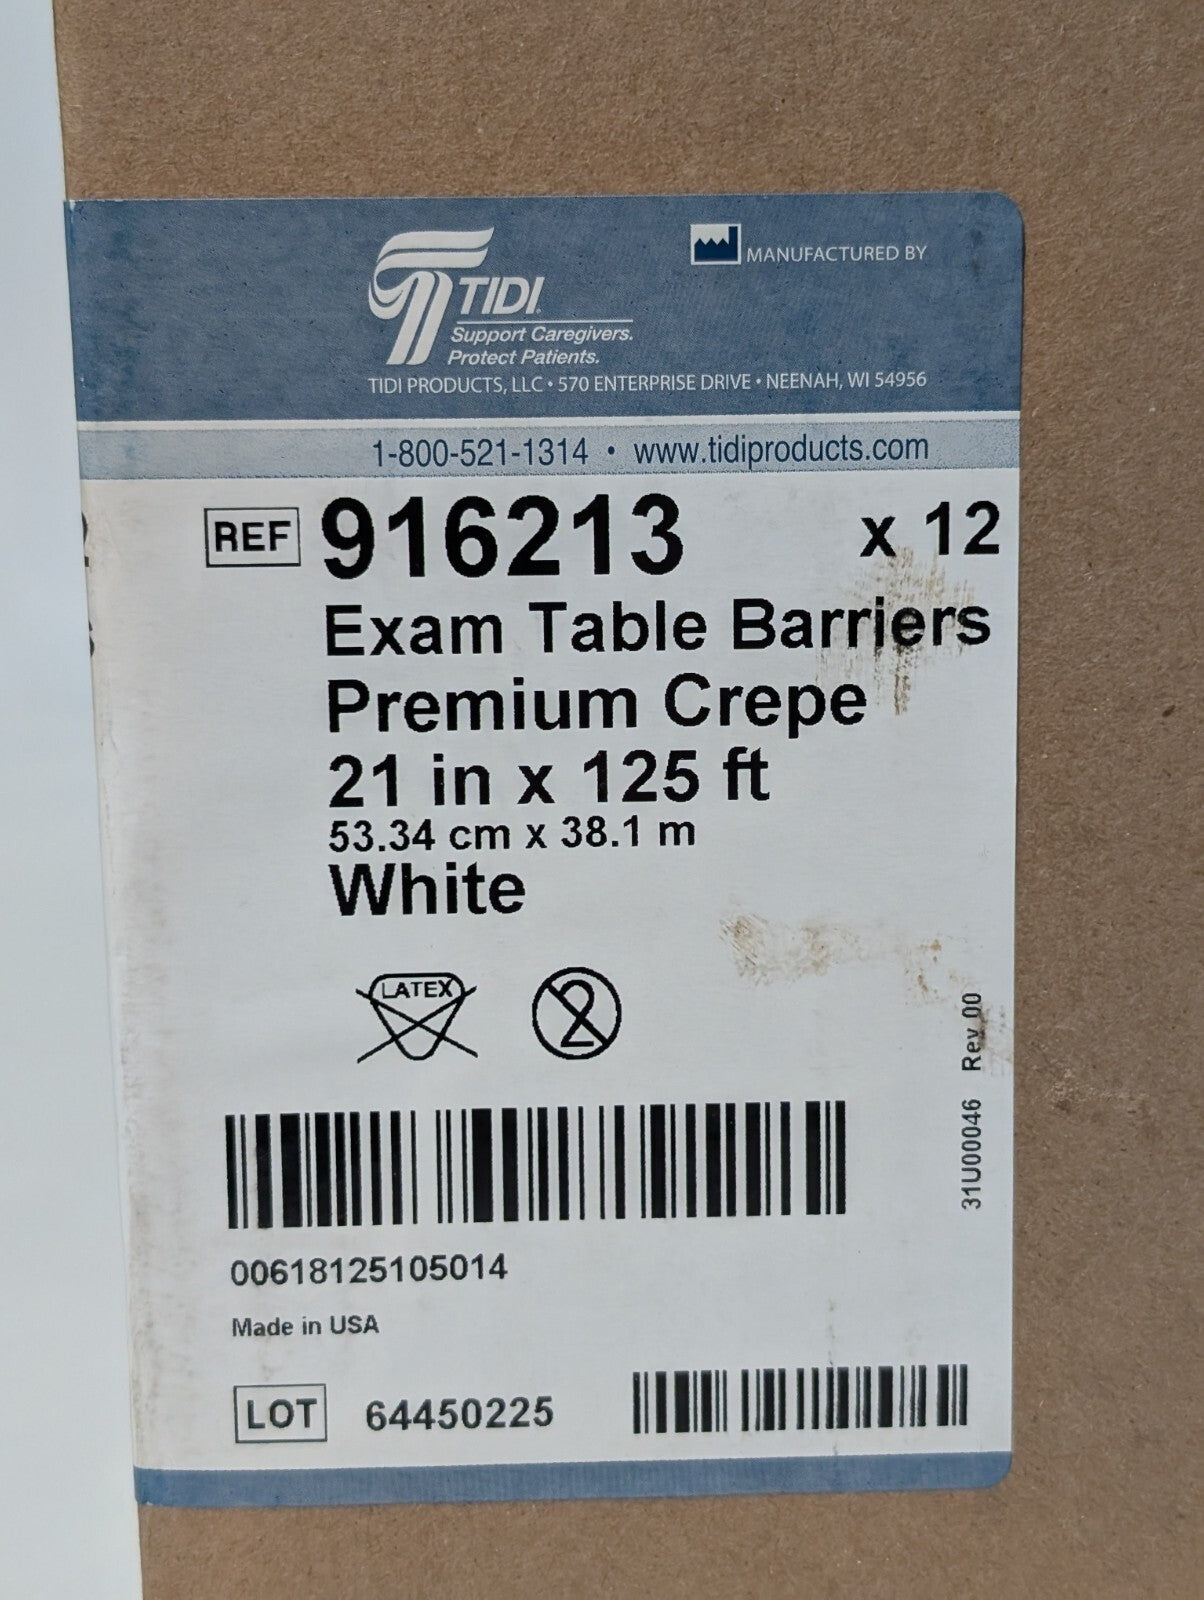 TIDI
Support Caregivers.
Protect Patients.
MANUFACTURED BY
TIDI PRODUCTS, LLC • 570 ENTERPRISE DRIVE • NEENAH, WI 54956
1-800-521-1314 • www.tidiproducts.com
REF 916213 x 12
Exam Table Barriers
Premium Crepe
21 in x 125 ft
53.34 cm x 38.1 m
White
LATEX
2
31U00046 Rev 00
00618125105014
Made in USA
LOT 64450225